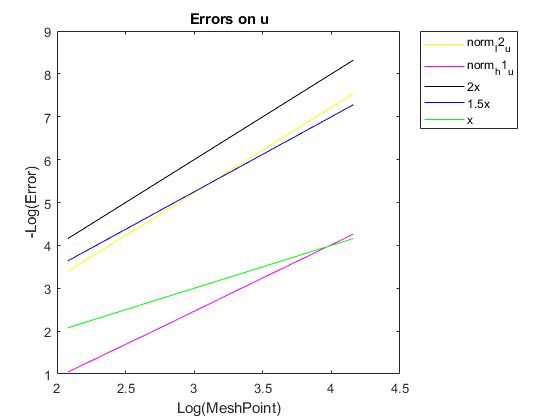 Errors on u
9
8
7
6
5
4
3
2
1
2
2.5
3
3.5
4
4.5
-Log(Error)
Log(MeshPoint)
norm_l2_u
norm_h1_u
2x
1.5x
x